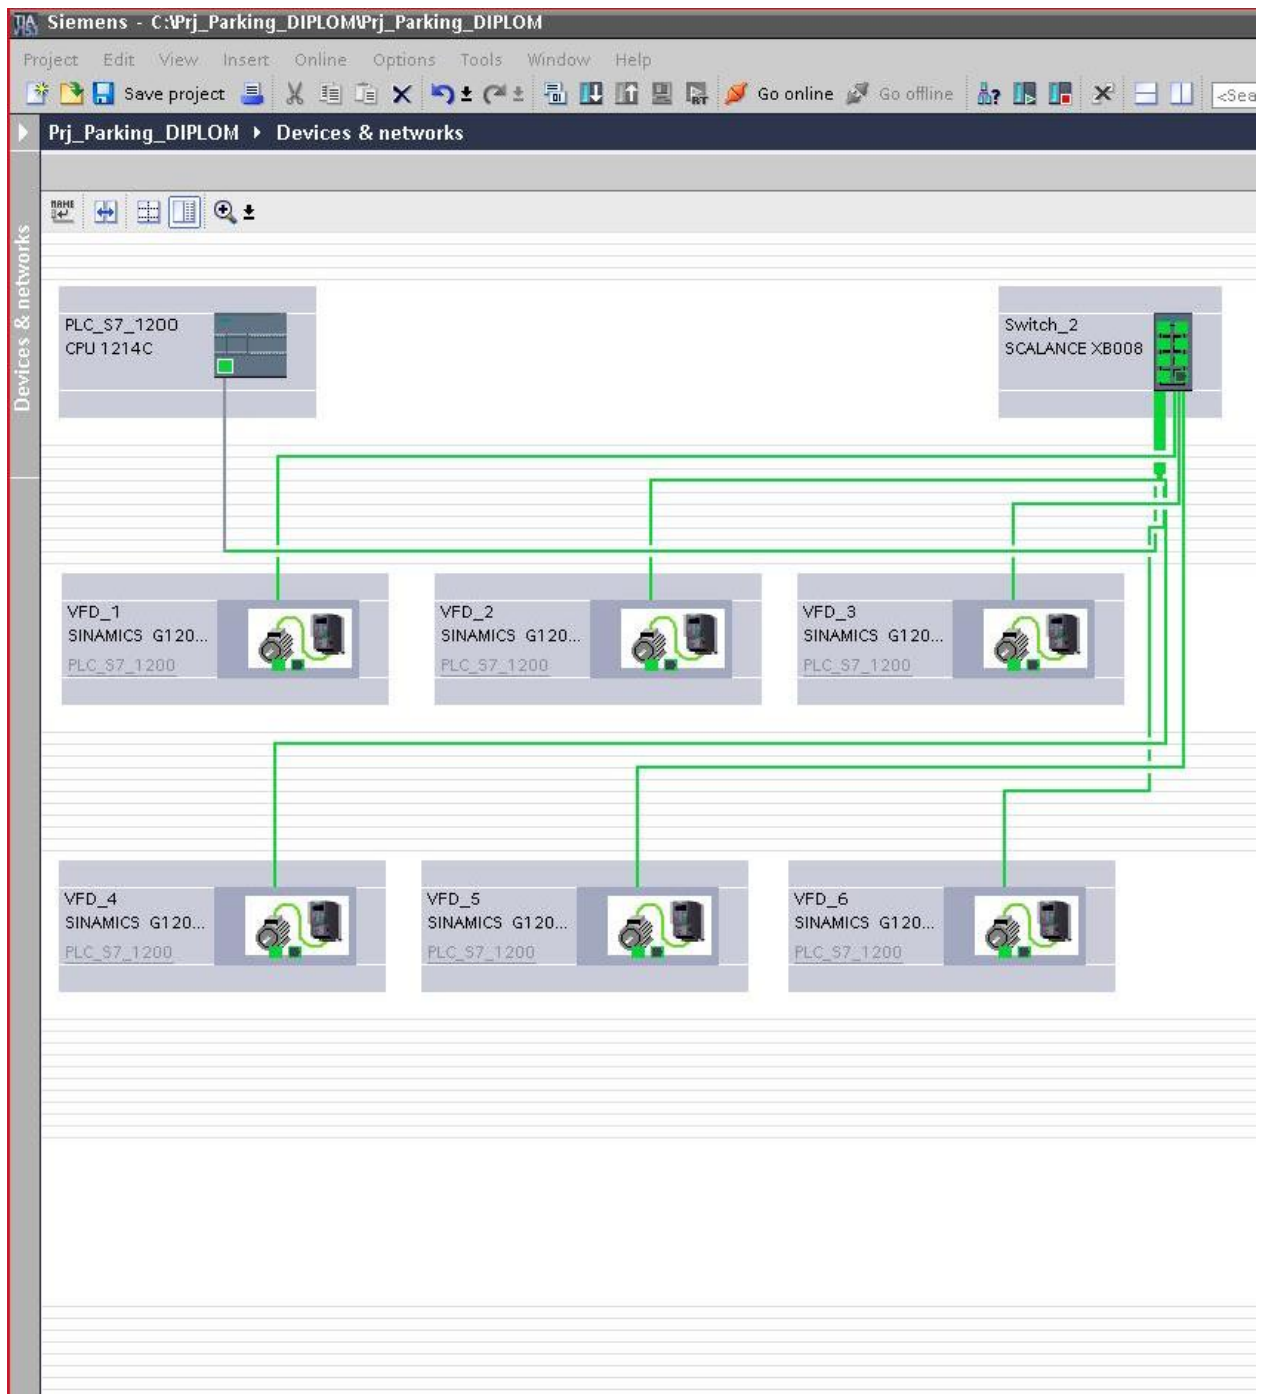 Siemens - C:\Prj_Parking_DIPLOM\Prj_Parking_DIPLOM
Project Edit View Insert Online Options Tools Window Help
Save project Go online Go offline <Sea
Prj_Parking_DIPLOM Devices & networks
Devices & networks
PLC_S7_1200
CPU 1214C
Switch_2
SCALANCE XB008
VFD_1
SINAMICS G120...
PLC_S7_1200
VFD_2
SINAMICS G120...
PLC_S7_1200
VFD_3
SINAMICS G120...
PLC_S7_1200
VFD_4
SINAMICS G120...
PLC_S7_1200
VFD_5
SINAMICS G120...
PLC_S7_1200
VFD_6
SINAMICS G120...
PLC_S7_1200